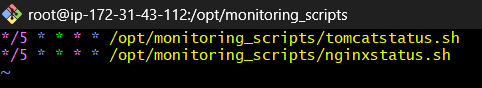 root@ip-172-31-43-112:/opt/monitoring_scripts
*/5 * * * * /opt/monitoring_scripts/tomcatstatus.sh
*/5 * * * * /opt/monitoring_scripts/nginxstatus.sh
~